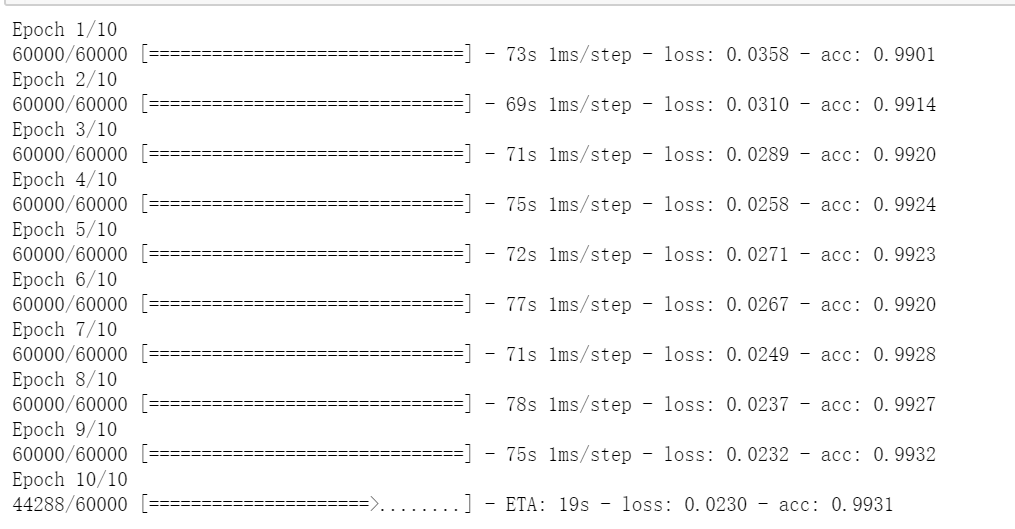 Epoch 1/10
60000/60000 [==============================] - 73s 1ms/step - loss: 0.0358 - acc: 0.9901
Epoch 2/10
60000/60000 [==============================] - 69s 1ms/step - loss: 0.0310 - acc: 0.9914
Epoch 3/10
60000/60000 [==============================] - 71s 1ms/step - loss: 0.0289 - acc: 0.9920
Epoch 4/10
60000/60000 [==============================] - 75s 1ms/step - loss: 0.0258 - acc: 0.9924
Epoch 5/10
60000/60000 [==============================] - 72s 1ms/step - loss: 0.0271 - acc: 0.9923
Epoch 6/10
60000/60000 [==============================] - 77s 1ms/step - loss: 0.0267 - acc: 0.9920
Epoch 7/10
60000/60000 [==============================] - 71s 1ms/step - loss: 0.0249 - acc: 0.9928
Epoch 8/10
60000/60000 [==============================] - 78s 1ms/step - loss: 0.0237 - acc: 0.9927
Epoch 9/10
60000/60000 [==============================] - 75s 1ms/step - loss: 0.0232 - acc: 0.9932
Epoch 10/10
44288/60000 [=====================>........] - ETA: 19s - loss: 0.0230 - acc: 0.9931